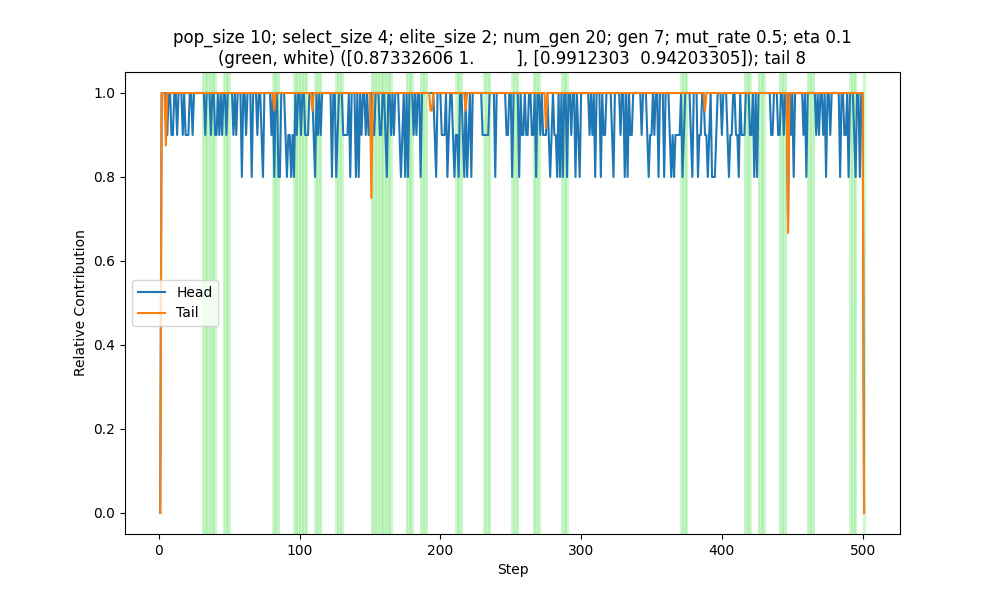 pop_size 10; select_size 4; elite_size 2; num_gen 20; gen 7; mut_rate 0.5; eta 0.1
(green, white) ([0.87332606 1.        ], [0.9912303  0.94203305]); tail 8
1.0
0.8
0.6
0.4
0.2
0.0
Relative Contribution
Head
Tail
0
100
200
300
400
500
Step